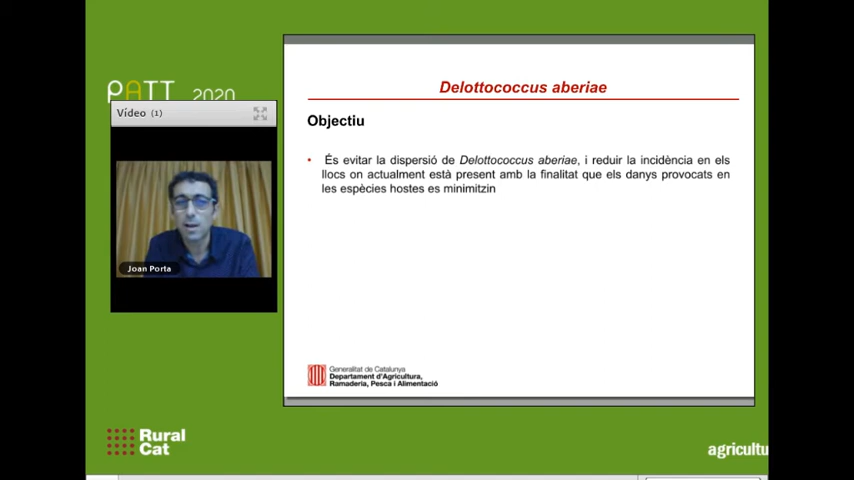 PATT 2020
Vídeo (1)
Joan Porta
Delottococcus aberiae
Objectiu
• És evitar la dispersió de Delottococcus aberiae, i reduir la incidència en els
llocs on actualment està present amb la finalitat que els danys provocats en
les espècies hostes es minimitzin
Generalitat de Catalunya
Departament d'Agricultura,
Ramaderia, Pesca i Alimentació
Rural
Cat
agricultu